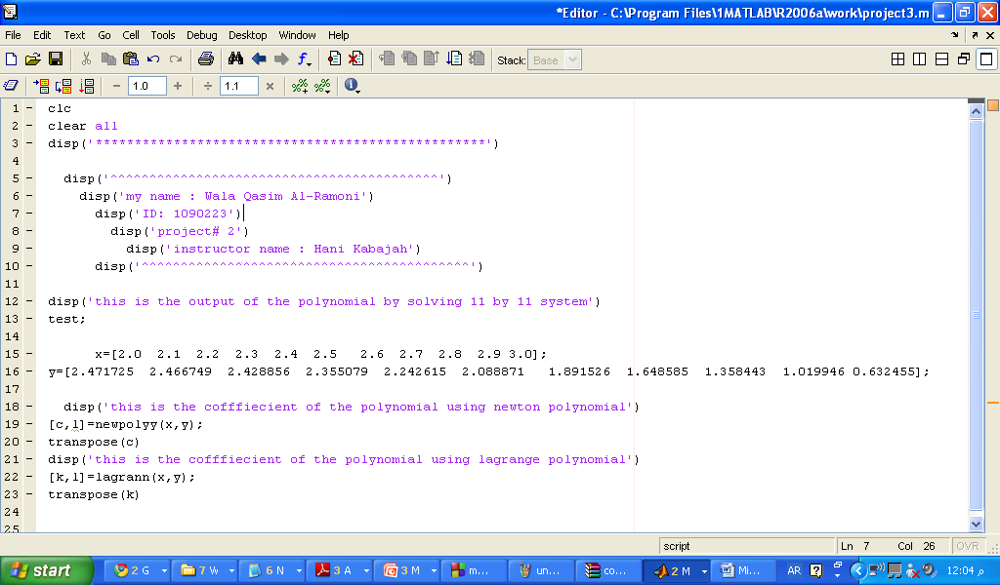 *Editor - C:\Program Files\1MATLAB\R2006a\work\project3.m
File Edit Text Go Cell Tools Debug Desktop Window Help
Stack: Base
− 1.0 + ÷ 1.1 ×
1 - clc
2 - clear all
3 - disp('**************************************************')
4
5 - disp('^^^^^^^^^^^^^^^^^^^^^^^^^^^^^^^^^^^^^^^^^^')
6 - disp('my name : Wala Qasim Al-Ramoni')
7 - disp('ID: 1090223')
8 - disp('project# 2')
9 - disp('instructor name : Hani Kabajah')
10 - disp('^^^^^^^^^^^^^^^^^^^^^^^^^^^^^^^^^^^^^^^^^^')
11
12 - disp('this is the output of the polynomial by solving 11 by 11 system')
13 - test;
14
15 - x=[2.0 2.1 2.2 2.3 2.4 2.5 2.6 2.7 2.8 2.9 3.0];
16 - y=[2.471725 2.466749 2.428856 2.355079 2.242615 2.088871 1.891526 1.648585 1.358443 1.019946 0.632455];
17
18 - disp('this is the cofffiecient of the polynomial using newton polynomial')
19 - [c,l]=newpolyy(x,y);
20 - transpose(c)
21 - disp('this is the cofffiecient of the polynomial using lagrange polynomial')
22 - [k,l]=lagrann(x,y);
23 - transpose(k)
24
25
script Ln 7 Col 26 OVR
start 2 G 7 W 6 N 3 A 3 M m... un... co... 2 M Mi... AR 12:04 م